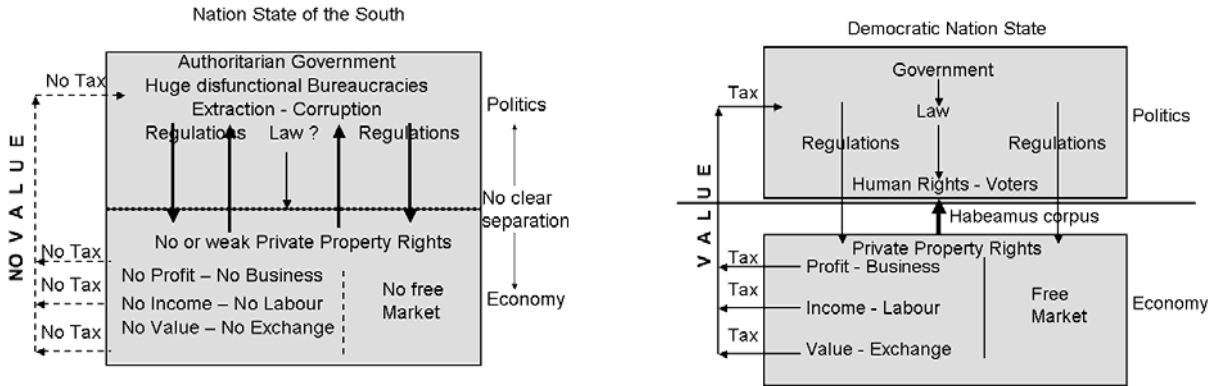 Nation State of the South
Authoritarian Government
Huge disfunctional Bureaucracies
Extraction - Corruption
Regulations Law ? Regulations
No Tax
Politics
NO VALUE
No clear
separation
No or weak Private Property Rights
No Tax
No Profit – No Business
No Tax
No Income – No Labour
No Tax
No Value – No Exchange
No free
Market
Economy
Democratic Nation State
Government
Law
Regulations Regulations
Human Rights - Voters
Tax
Politics
VALUE
Habeamus corpus
Private Property Rights
Tax
Profit - Business
Tax
Income - Labour
Tax
Value - Exchange
Free
Market
Economy